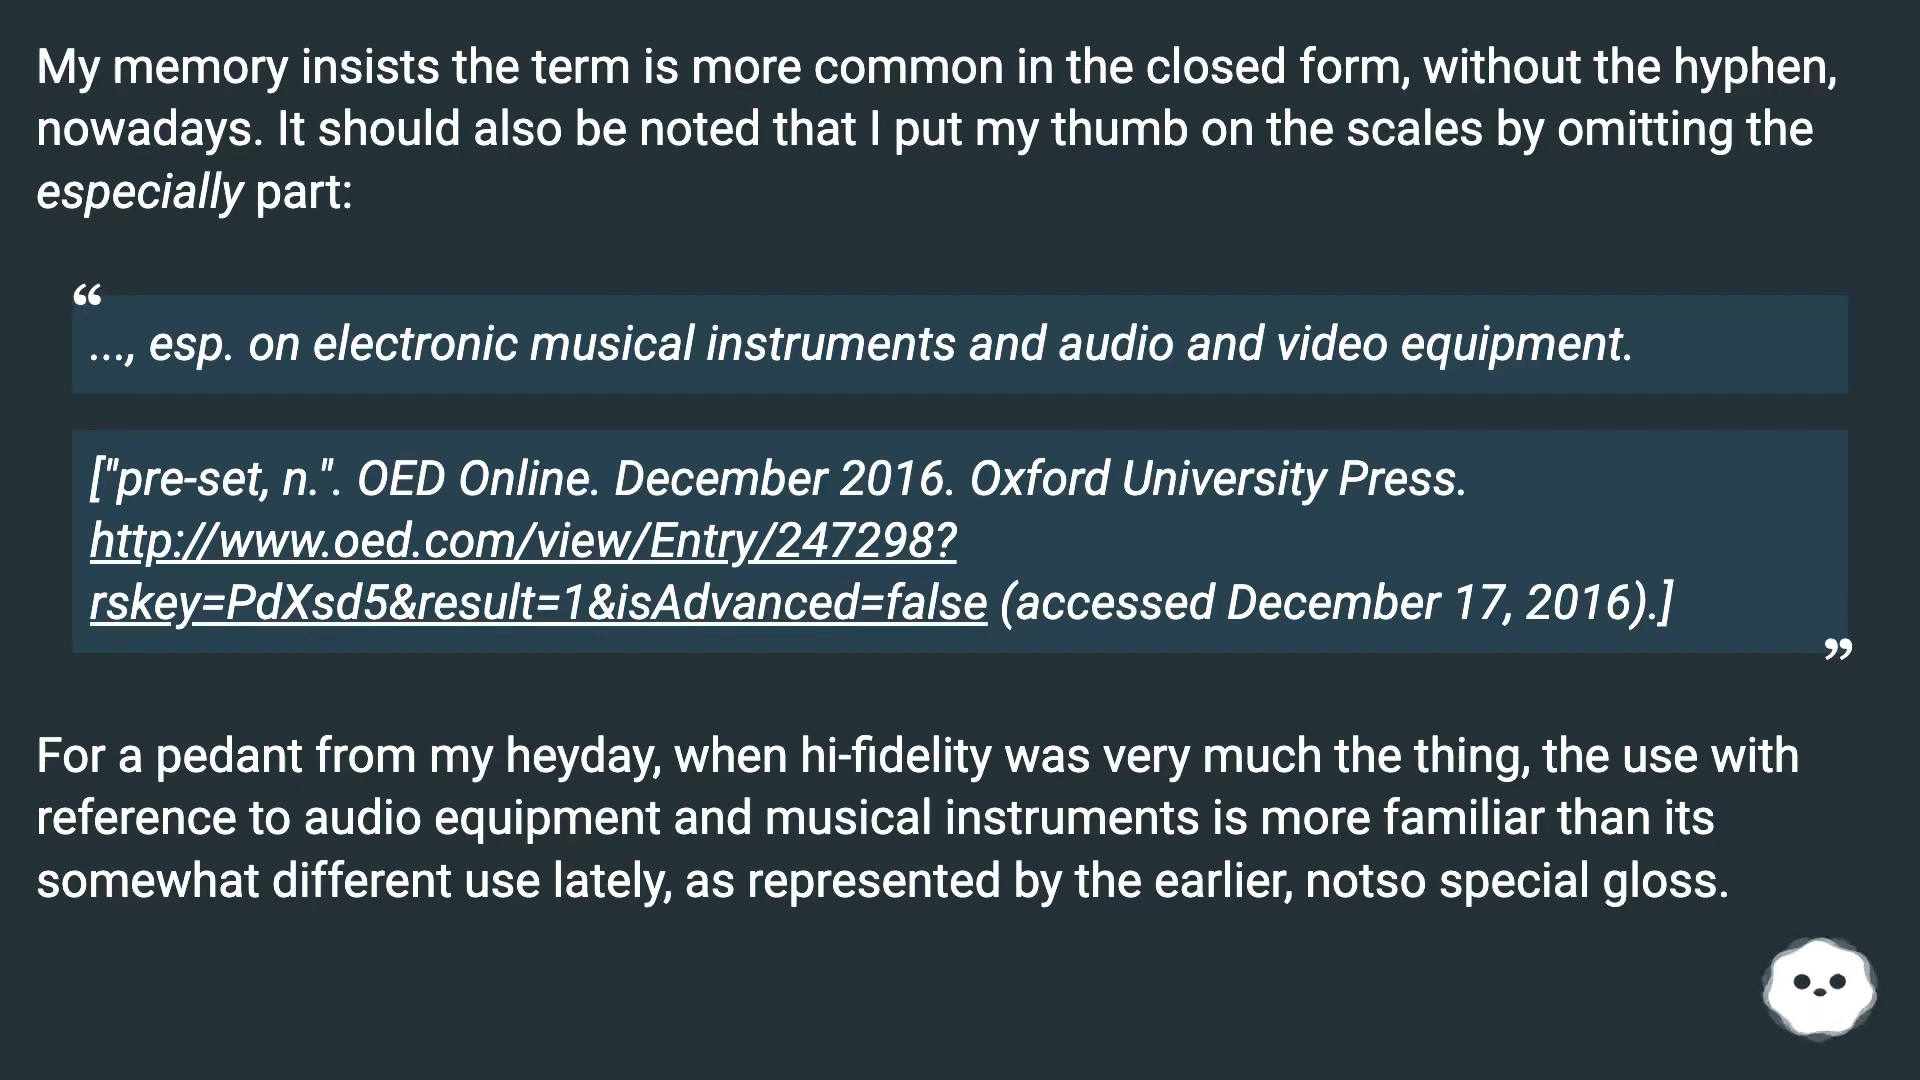 My memory insists the term is more common in the closed form, without the hyphen,
nowadays. It should also be noted that I put my thumb on the scales by omitting the
especially part:
“
..., esp. on electronic musical instruments and audio and video equipment.
["pre-set, n.". OED Online. December 2016. Oxford University Press.
http://www.oed.com/view/Entry/247298?
rskey=PdXsd5&result=1&isAdvanced=false (accessed December 17, 2016).]
”
For a pedant from my heyday, when hi-fidelity was very much the thing, the use with
reference to audio equipment and musical instruments is more familiar than its
somewhat different use lately, as represented by the earlier, notso special gloss.